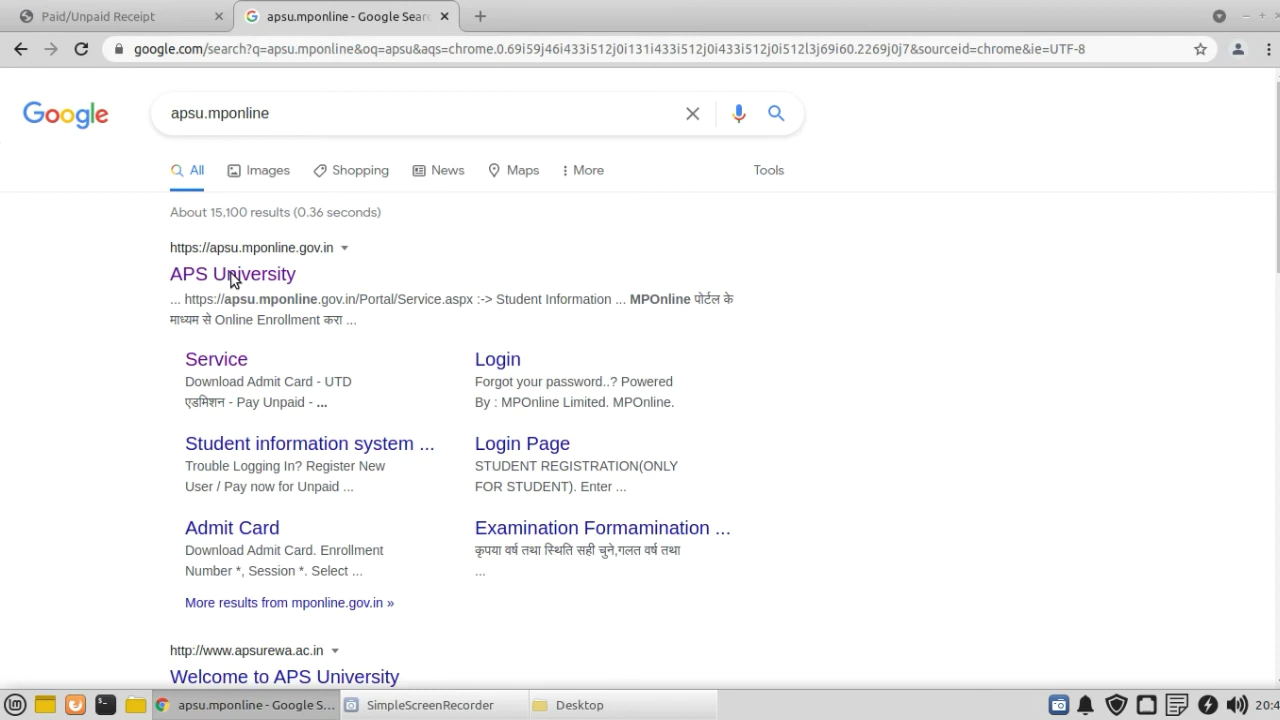 Paid/Unpaid Receipt
apsu.mponline - Google Sear
google.com/search?q=apsu.mponline&oq=apsu&aqs=chrome.0.69i59j46i433i512j0i131i433i512j0i433i512j0i512l3j69i60.2269j0j7&sourceid=chrome&ie=UTF-8
Google
apsu.mponline
All
Images
Shopping
News
Maps
More
Tools
About 15,100 results (0.36 seconds)
https://apsu.mponline.gov.in
APS University
... https://apsu.mponline.gov.in/Portal/Service.aspx :-> Student Information ... MPOnline पोर्टल के
माध्यम से Online Enrollment करा ...
Service
Download Admit Card - UTD
एडमिशन - Pay Unpaid - ...
Login
Forgot your password..? Powered
By : MPOnline Limited. MPOnline.
Student information system ...
Trouble Logging In? Register New
User / Pay now for Unpaid ...
Login Page
STUDENT REGISTRATION(ONLY
FOR STUDENT). Enter ...
Admit Card
Download Admit Card. Enrollment
Number *, Session *. Select ...
Examination Formamination ...
कृपया वर्ष तथा स्थिति सही चुने,गलत वर्ष तथा
...
More results from mponline.gov.in »
http://www.apsurewa.ac.in
Welcome to APS University
apsu.mponline - Google S...
SimpleScreenRecorder
Desktop